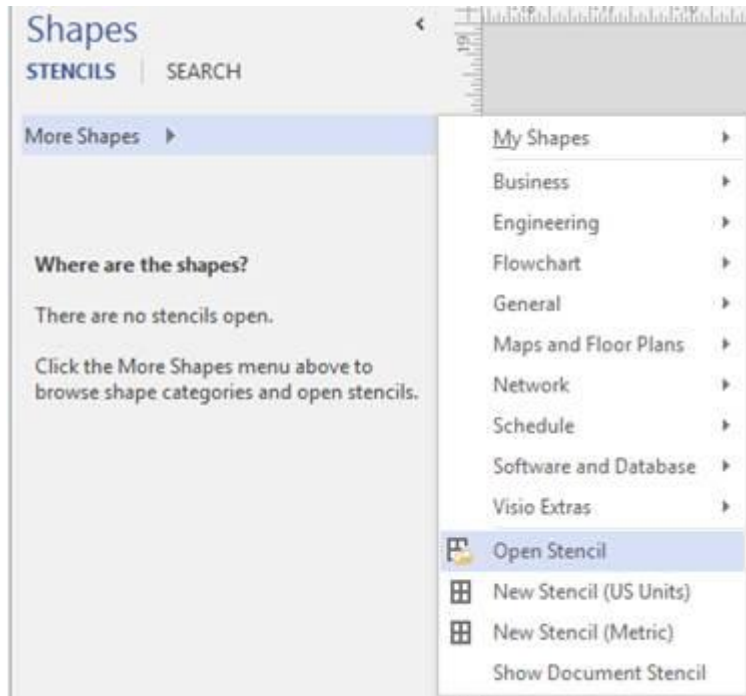 Shapes
STENCILS SEARCH
More Shapes
Where are the shapes?
There are no stencils open.
Click the More Shapes menu above to
browse shape categories and open stencils.
19
My Shapes
Business
Engineering
Flowchart
General
Maps and Floor Plans
Network
Schedule
Software and Database
Visio Extras
Open Stencil
New Stencil (US Units)
New Stencil (Metric)
Show Document Stencil